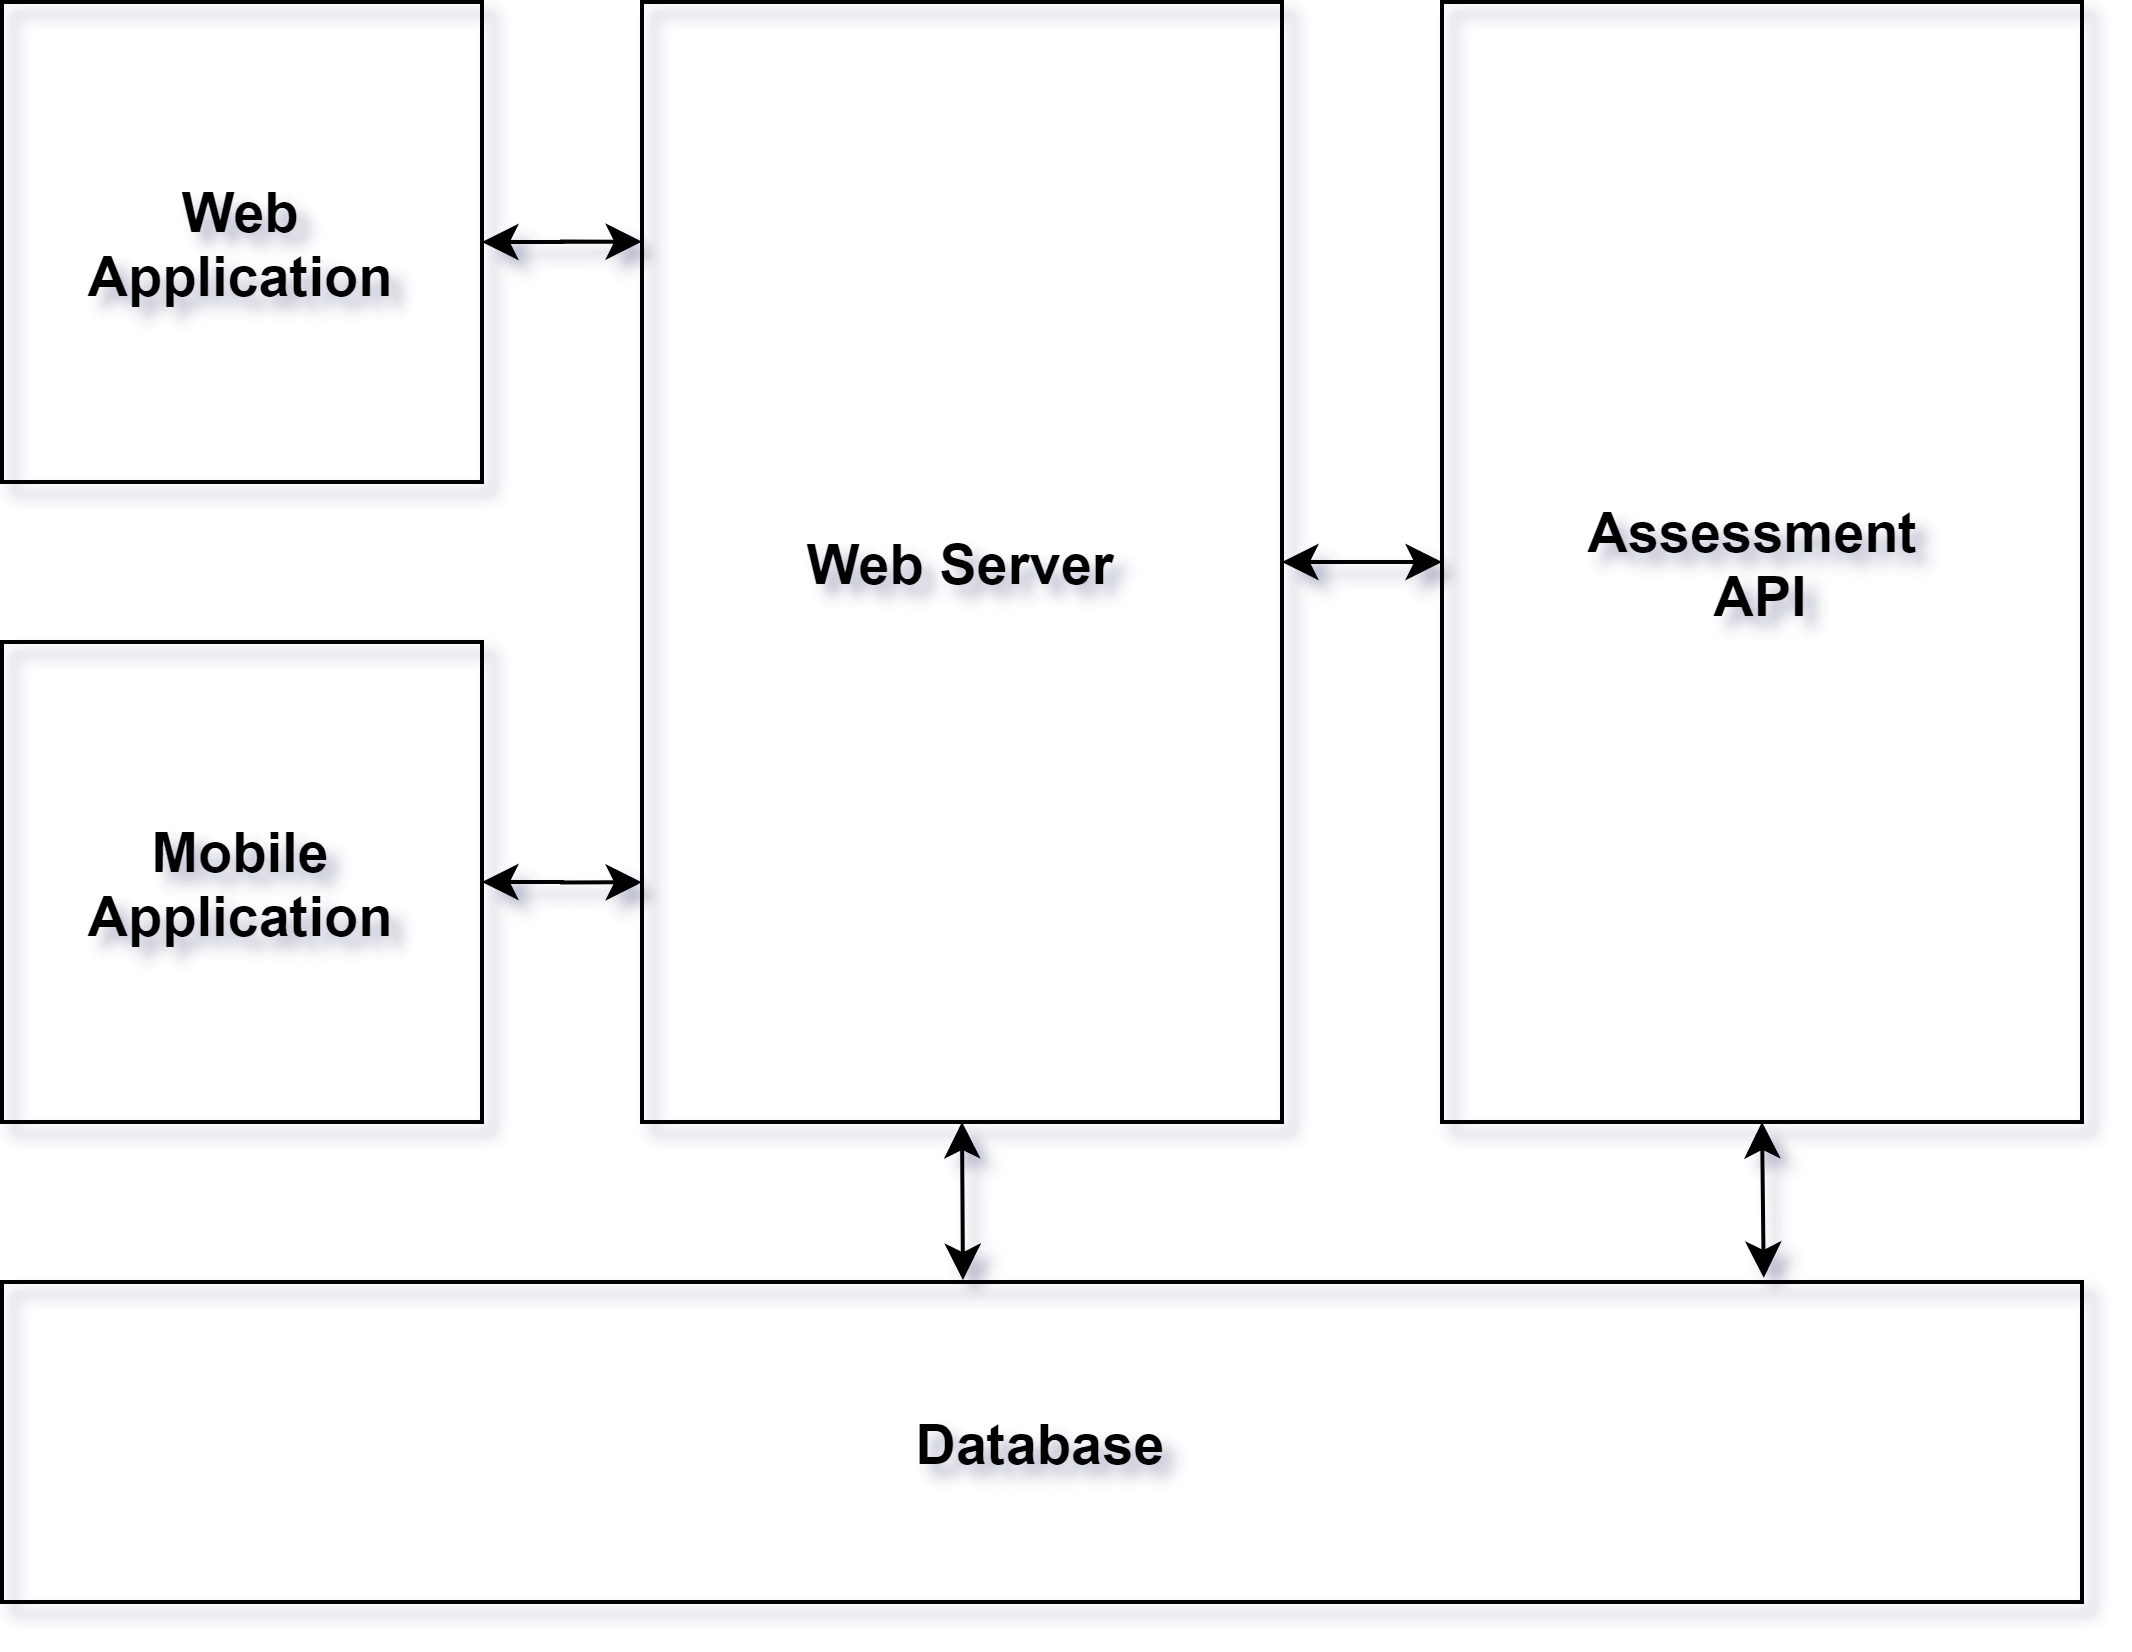 Web
Application
Web Server
Assessment
API
Mobile
Application
Database